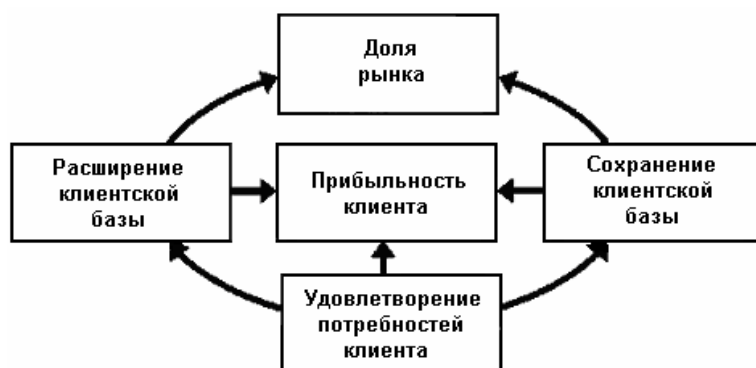 Доля
рынка
Расширение
клиентской
базы
Прибыльность
клиента
Сохранение
клиентской
базы
Удовлетворение
потребностей
клиента